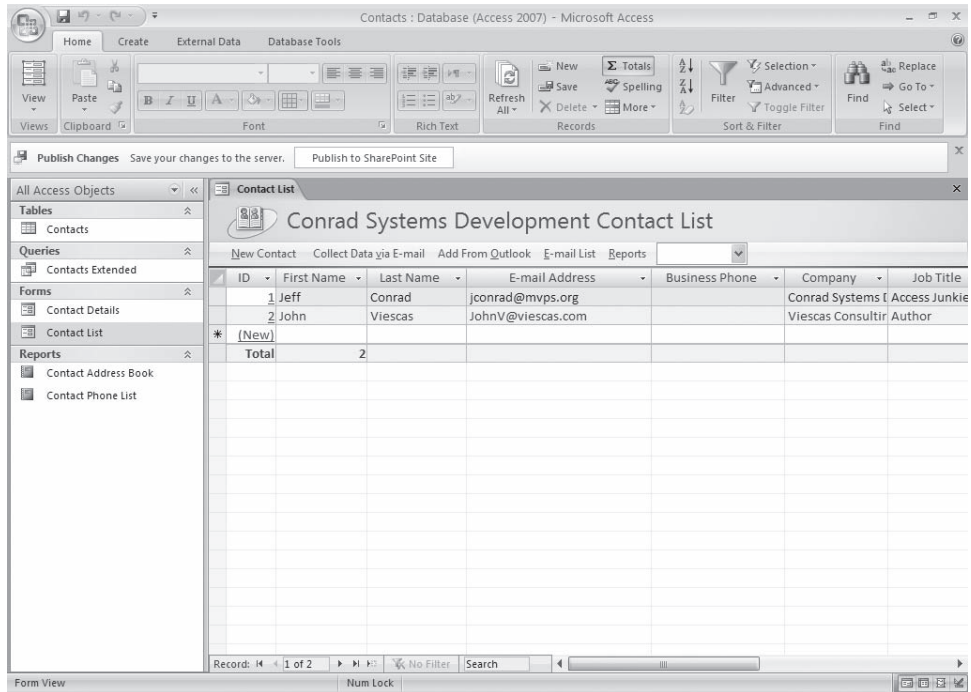 Contacts : Database (Access 2007) - Microsoft Access
Home Create External Data Database Tools
View
Views
Paste
Clipboard
B I U A
Font
Rich Text
Refresh All
New
Save
Delete
Σ Totals
Spelling
More
Records
Filter
Selection
Advanced
Toggle Filter
Sort & Filter
Find
Replace
Go To
Select
Find
Publish Changes Save your changes to the server. Publish to SharePoint Site
All Access Objects
Tables
Contacts
Queries
Contacts Extended
Forms
Contact Details
Contact List
Reports
Contact Address Book
Contact Phone List
Contact List
Conrad Systems Development Contact List
New Contact Collect Data via E-mail Add From Outlook E-mail List Reports
ID First Name Last Name E-mail Address Business Phone Company Job Title
1 Jeff Conrad jconrad@mvps.org Conrad Systems D Access Junkie
2 John Viescas JohnV@viescas.com Viescas Consultin Author
(New)
Total 2
Record: 1 of 2 No Filter Search
Form View Num Lock